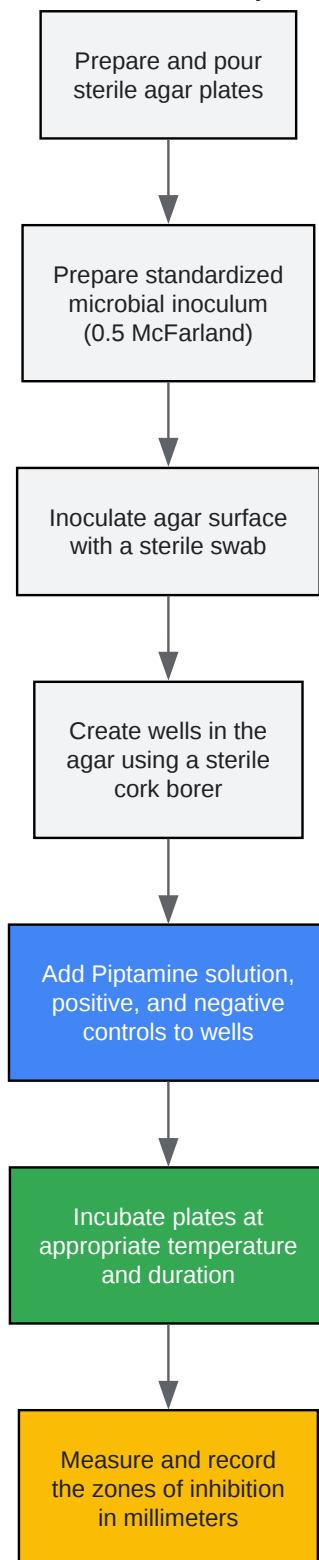 Prepare and pour
sterile agar plates
Prepare standardized
microbial inoculum
(0.5 McFarland)
Inoculate agar surface
with a sterile swab
Create wells in the
agar using a sterile
cork borer
Add Piptamine solution,
positive, and negative
controls to wells
Incubate plates at
appropriate temperature
and duration
Measure and record
the zones of inhibition
in millimeters